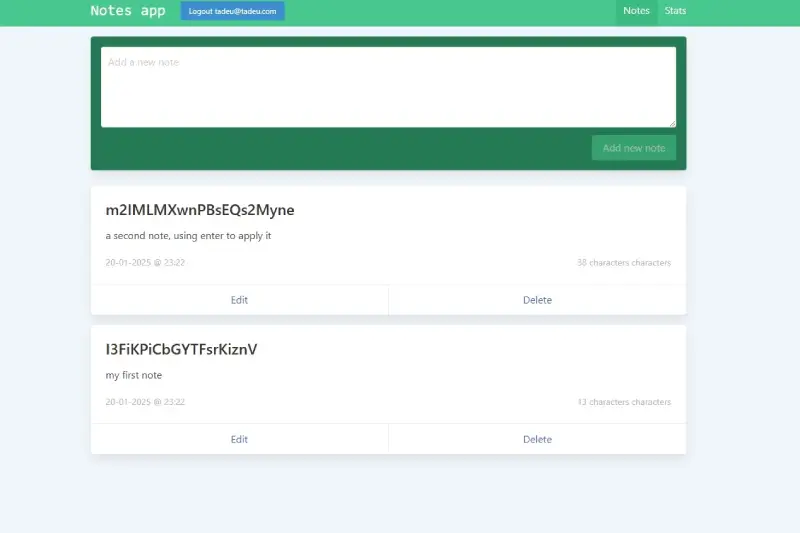 Notes app
Logout tadeu@tadeu.com
Notes
Stats
Add a new note
Add new note
m2IMLMXwnPBsEQs2Myne
a second note, using enter to apply it
20-01-2025 @ 23:22
38 characters characters
Edit
Delete
I3FiKPiCbGYTFsrKiznV
my first note
20-01-2025 @ 23:22
13 characters characters
Edit
Delete